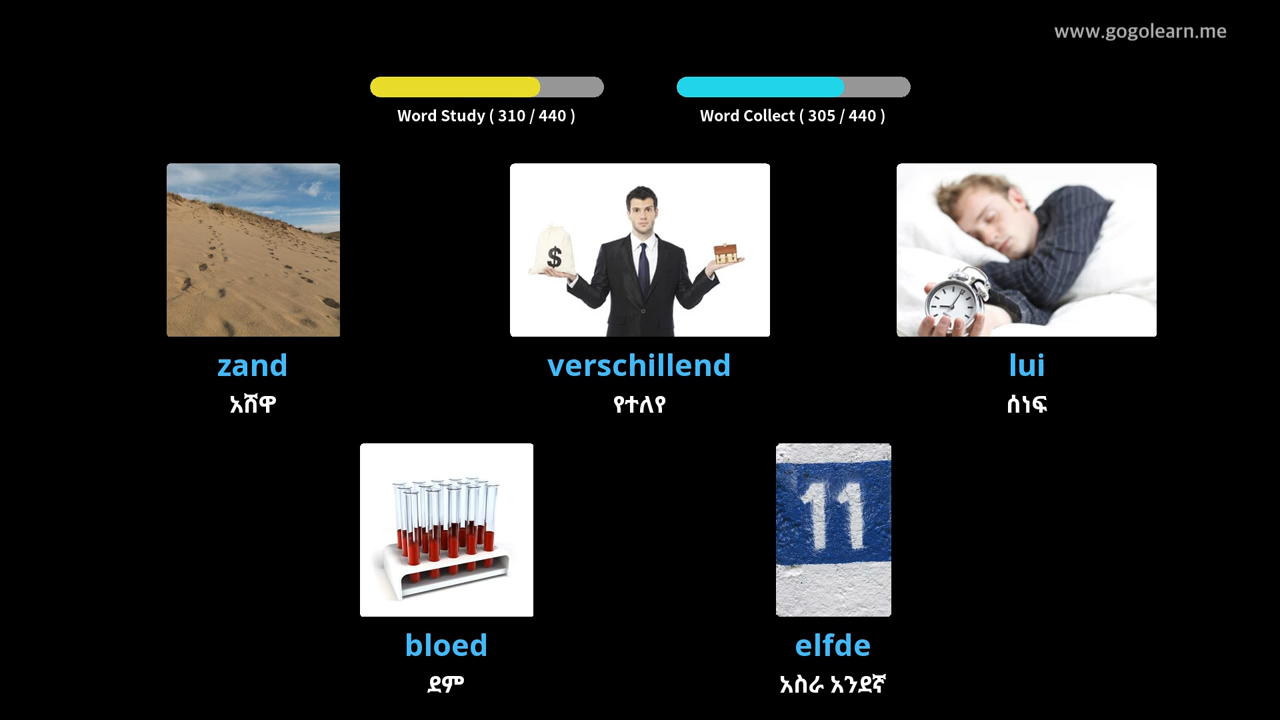 www.gogolearn.me
Word Study ( 310 / 440 )
Word Collect ( 305 / 440 )
$
zand
verschillend
lui
አሸዋ
የተለየ
ሰነፍ
11
bloed
elfde
ደም
አስራ አንደኛ